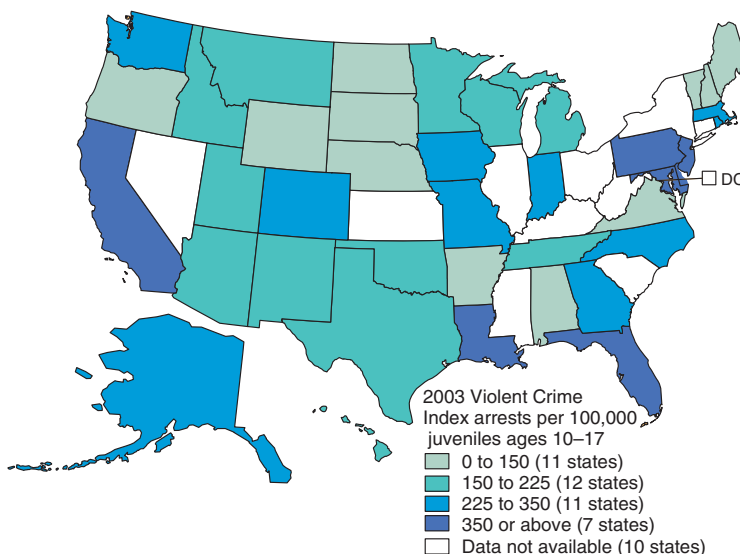 DC
2003 Violent Crime
Index arrests per 100,000
juveniles ages 10–17
0 to 150 (11 states)
150 to 225 (12 states)
225 to 350 (11 states)
350 or above (7 states)
Data not available (10 states)